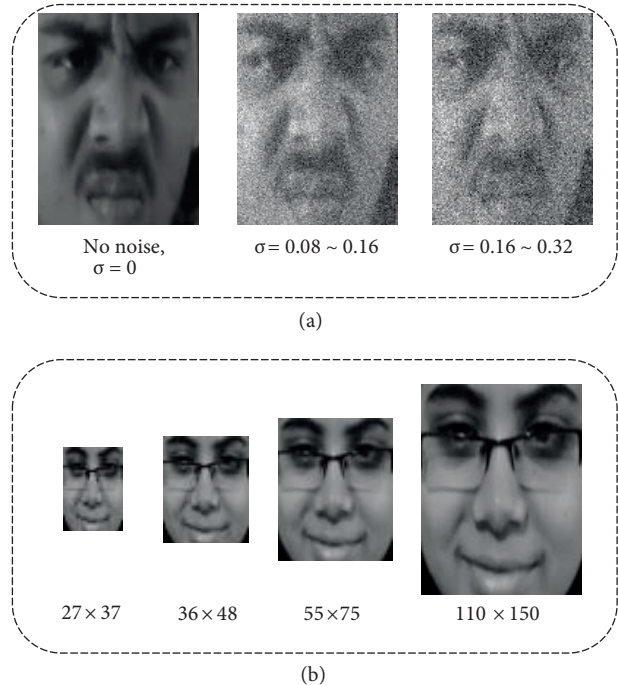 No noise,
σ = 0
σ = 0.08 ~ 0.16
σ = 0.16 ~ 0.32
(a)
27 × 37
36 × 48
55 × 75
110 × 150
(b)